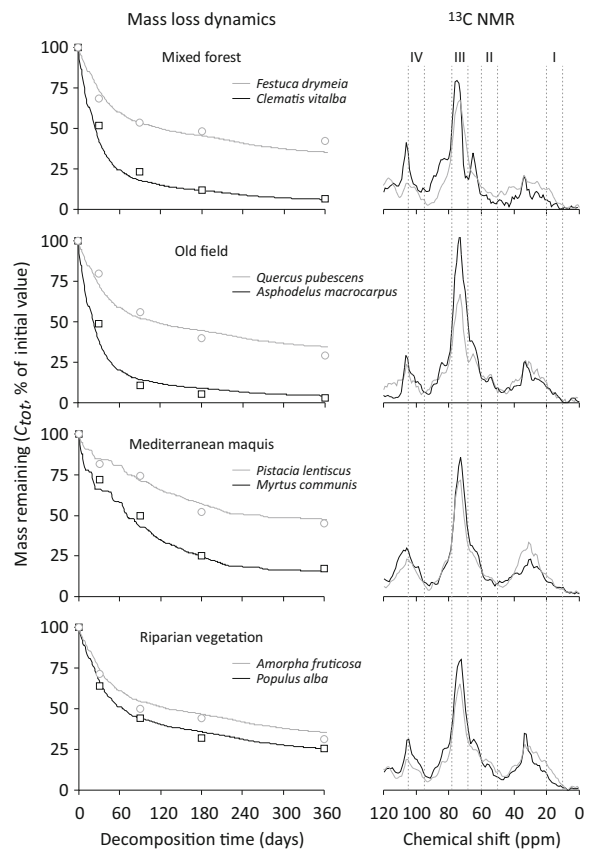 Mass loss dynamics
¹³C NMR
Mixed forest
Festuca drymeia
Clematis vitalba
IV III II I
100
75
50
25
0
Old field
Quercus pubescens
Asphodelus macrocarpus
100
75
50
25
0
Mediterranean maquis
Pistacia lentiscus
Myrtus communis
100
75
50
25
0
Riparian vegetation
Amorpha fruticosa
Populus alba
100
75
50
25
0
Mass remaining (Ctot, % of initial value)
0 60 120 180 240 300 360
Decomposition time (days)
120 100 80 60 40 20 0
Chemical shift (ppm)